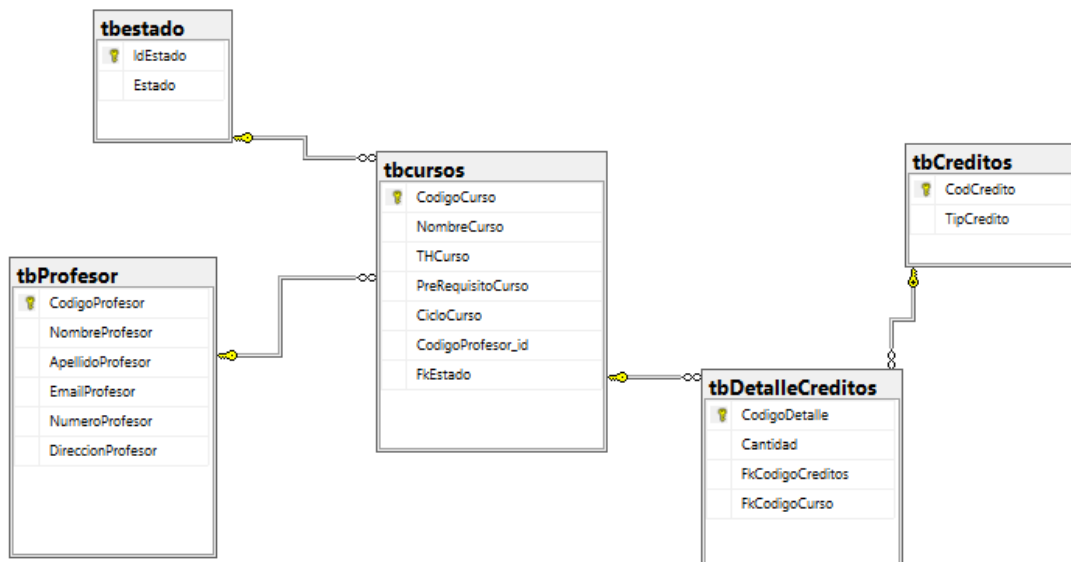 tbestado
IdEstado
Estado
tbcursos
CodigoCurso
NombreCurso
THCurso
PreRequisitoCurso
CicloCurso
CodigoProfesor_id
FkEstado
tbCreditos
CodCredito
TipCredito
tbProfesor
CodigoProfesor
NombreProfesor
ApellidoProfesor
EmailProfesor
NumeroProfesor
DireccionProfesor
tbDetalleCreditos
CodigoDetalle
Cantidad
FkCodigoCreditos
FkCodigoCurso